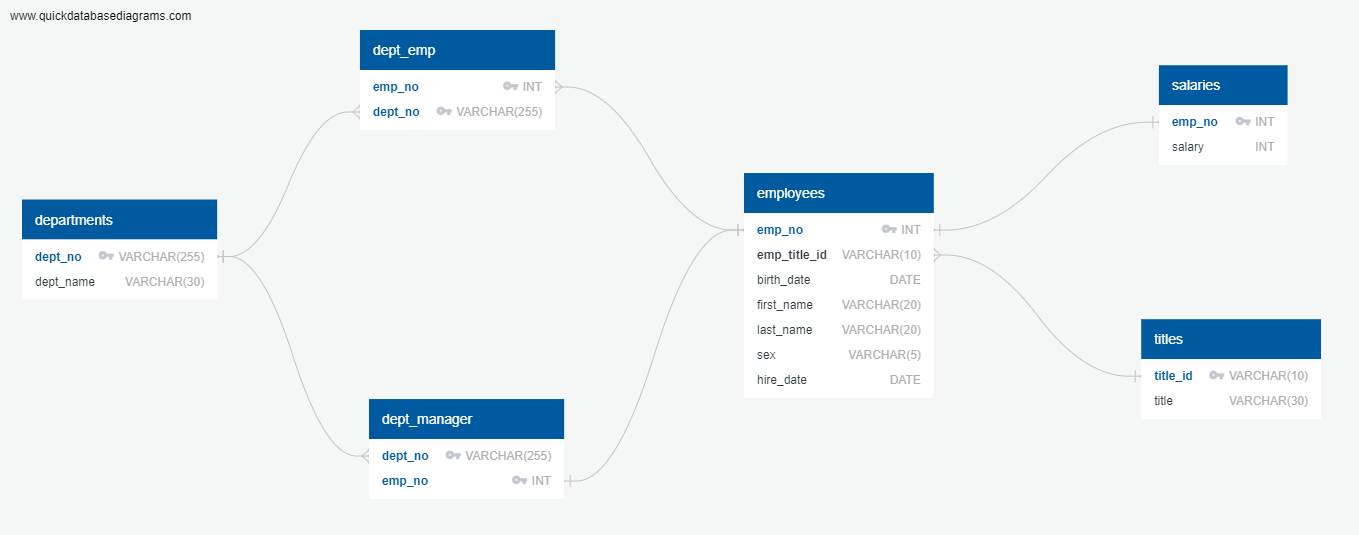 www.quickdatabasediagrams.com
dept_emp
emp_no INT
dept_no VARCHAR(255)
departments
dept_no VARCHAR(255)
dept_name VARCHAR(30)
dept_manager
dept_no VARCHAR(255)
emp_no INT
employees
emp_no INT
emp_title_id VARCHAR(10)
birth_date DATE
first_name VARCHAR(20)
last_name VARCHAR(20)
sex VARCHAR(5)
hire_date DATE
salaries
emp_no INT
salary INT
titles
title_id VARCHAR(10)
title VARCHAR(30)